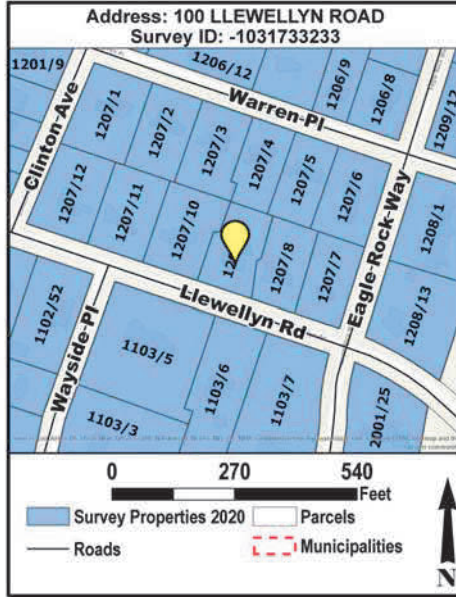 Address: 100 LLEWELLYN ROAD
Survey ID: -1031733233
1201/9
1206/12
1206/9
1206/8
1209/12
Clinton-Ave
1207/1
1207/2
1207/3
Warren-Pl
1207/4
1207/5
1207/6
1207/12
1207/11
1207/10
1207/8
1207/7
Eagle-Rock-Way
1208/1
1208/13
Llewellyn-Rd
1102/52
Wayside-Pl
1103/5
1103/6
1103/7
1103/3
2001/25
0 270 540
Feet
Survey Properties 2020
Parcels
Roads
Municipalities
N